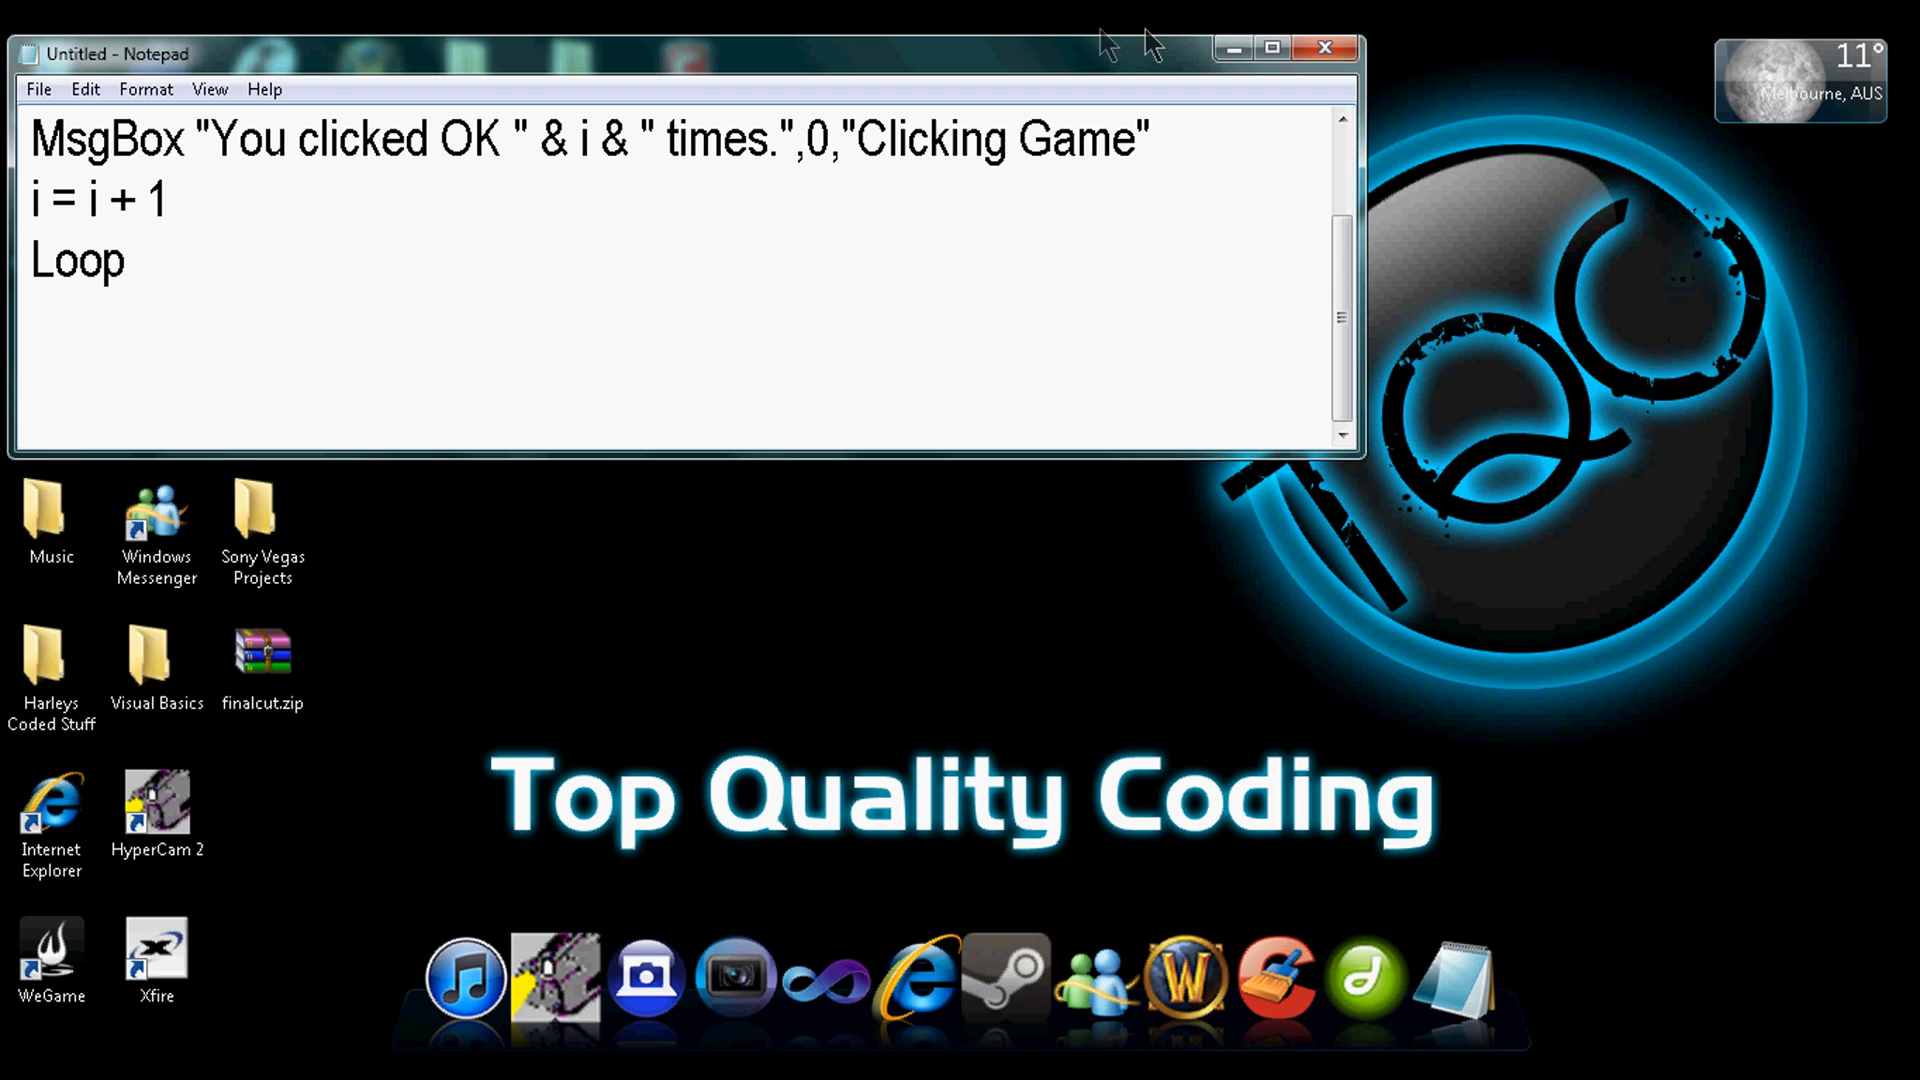 Untitled - Notepad
File Edit Format View Help
MsgBox "You clicked OK " & i & " times.",0,"Clicking Game"
i = i + 1
Loop
11°
Melbourne, AUS
TQC
Music
Windows Messenger
Sony Vegas Projects
Harleys Coded Stuff
Visual Basics
finalcut.zip
Top Quality Coding
Internet Explorer
HyperCam 2
WeGame
Xfire